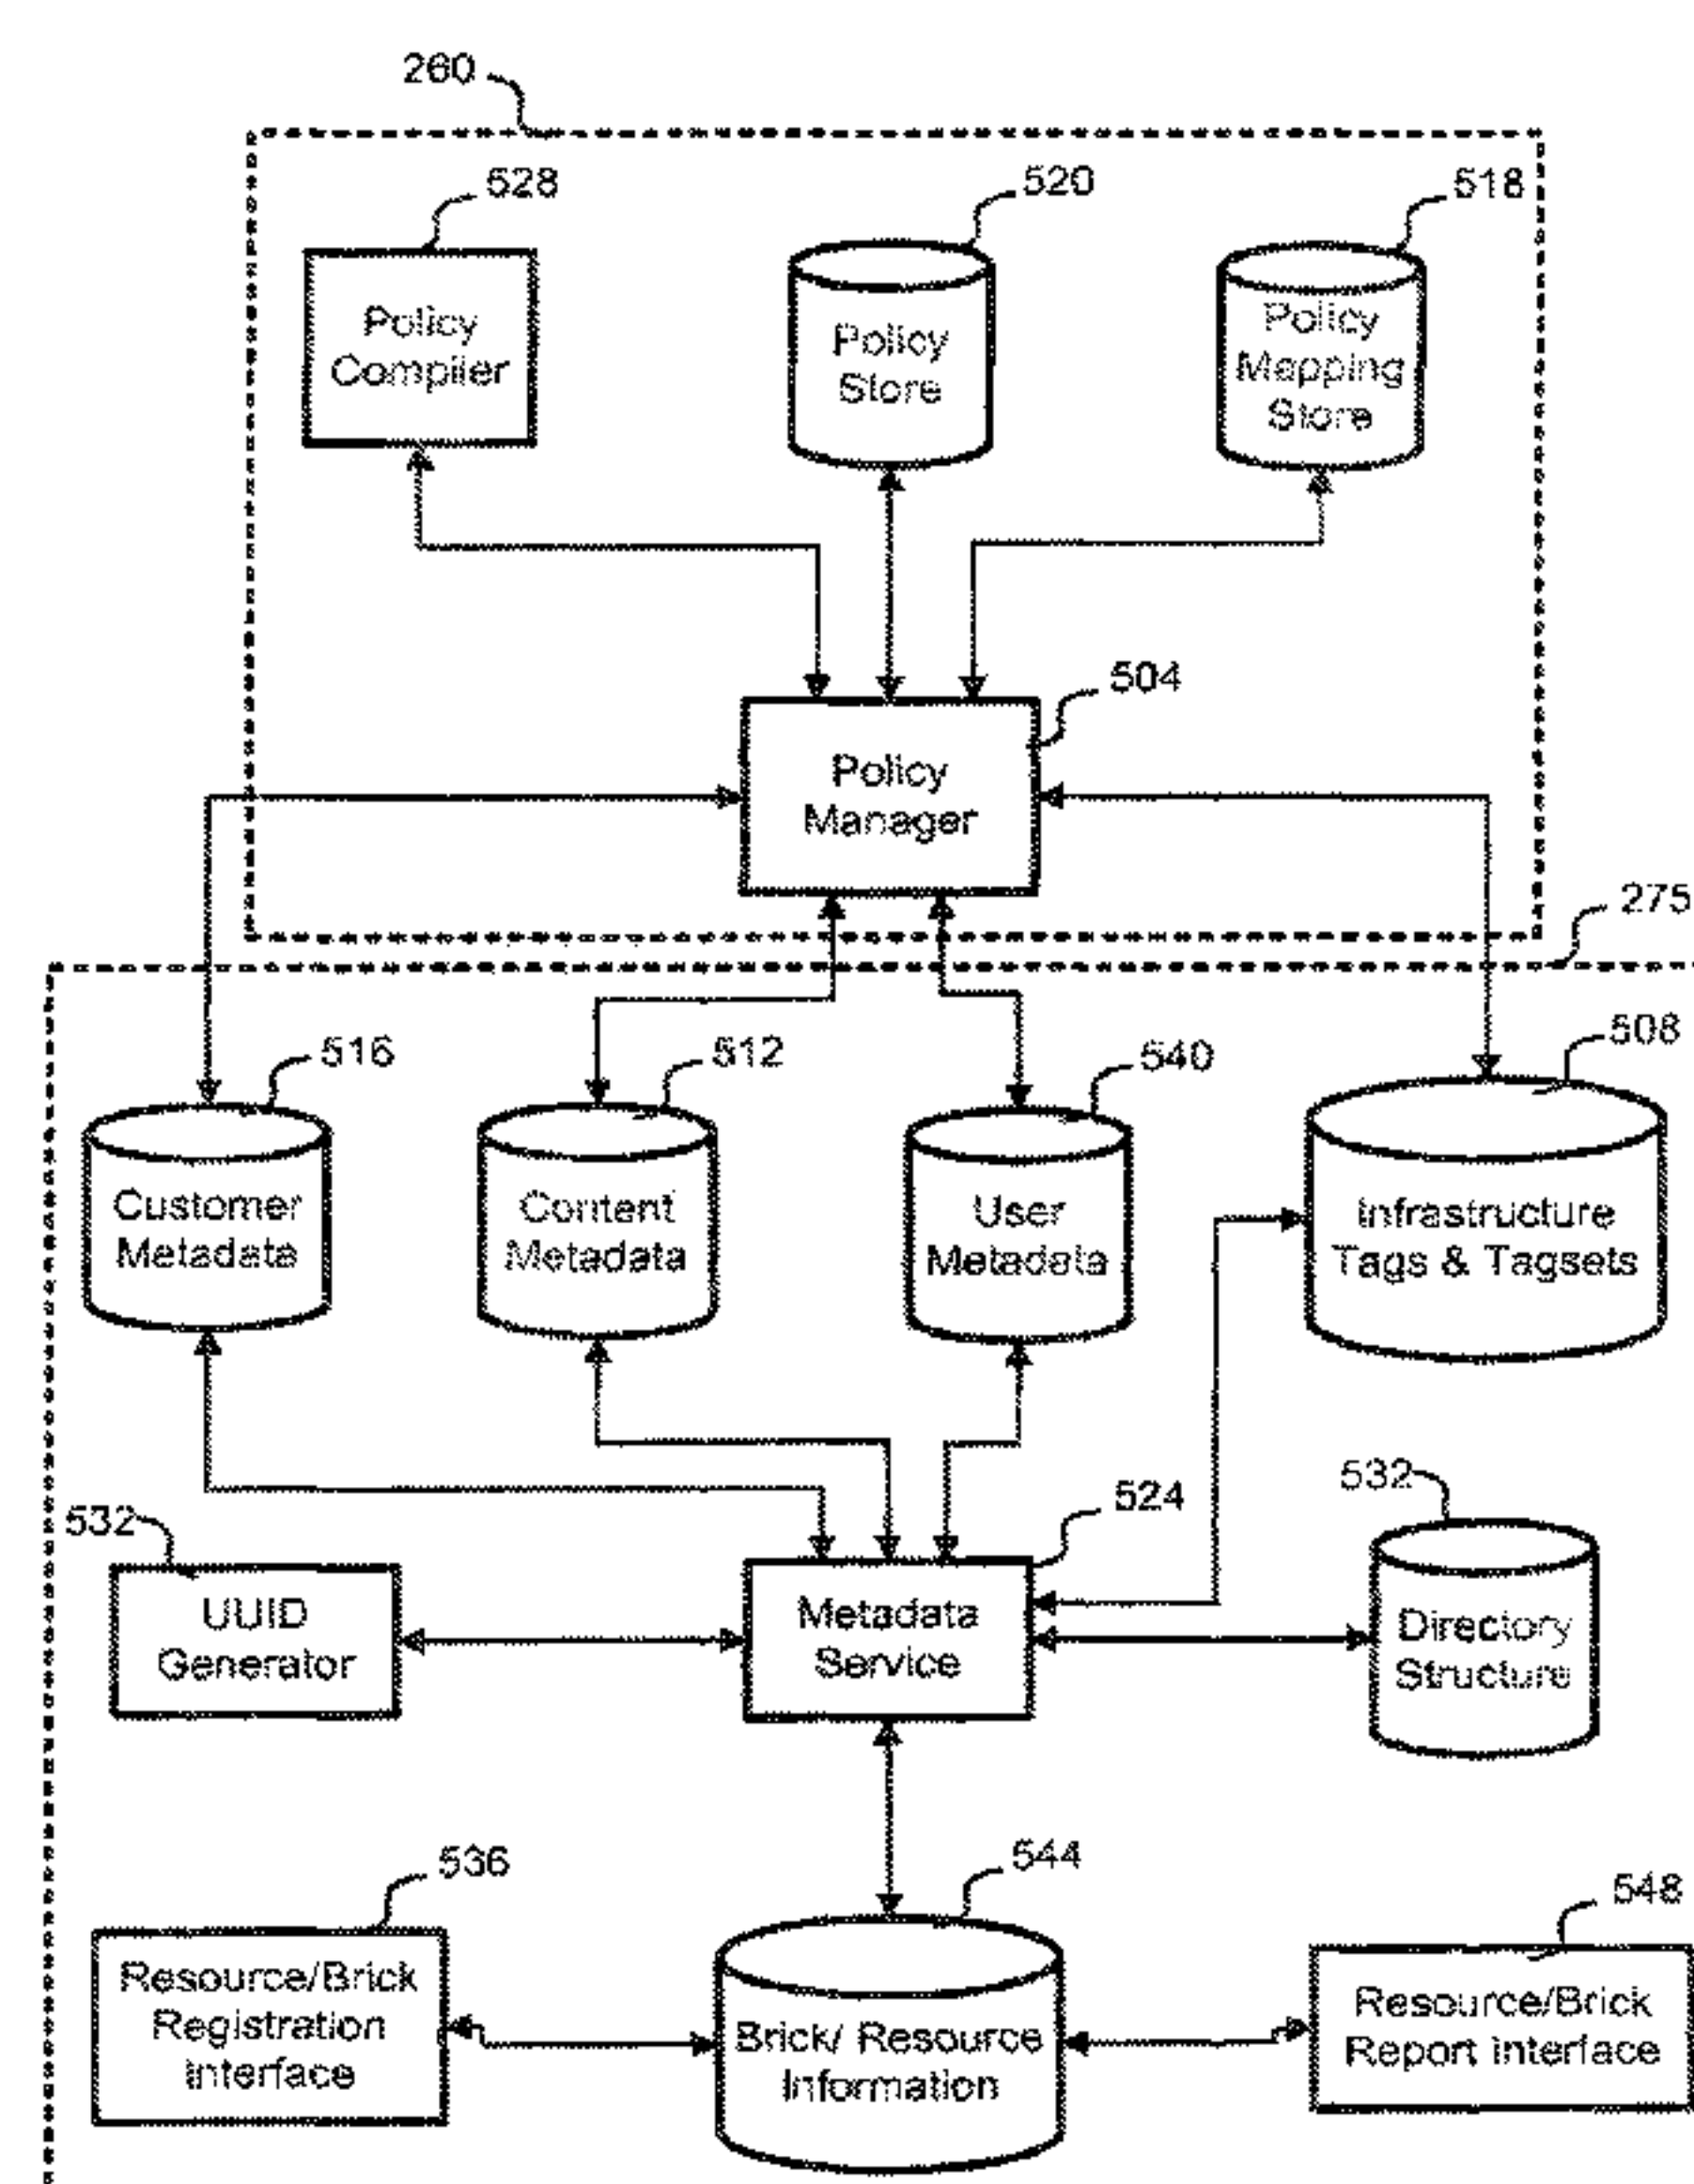 260
528
520
518
Policy
Compiler
Policy
Store
Policy
Mapping
Store
504
Policy
Manager
275
516
512
540
508
Customer
Metadata
Content
Metadata
User
Metadata
Infrastructure
Tags & Tagsets
532
524
532
UUID
Generator
Metadata
Service
Directory
Structure
536
544
548
Resource/Brick
Registration
Interface
Brick/ Resource
Information
Resource/Brick
Report Interface